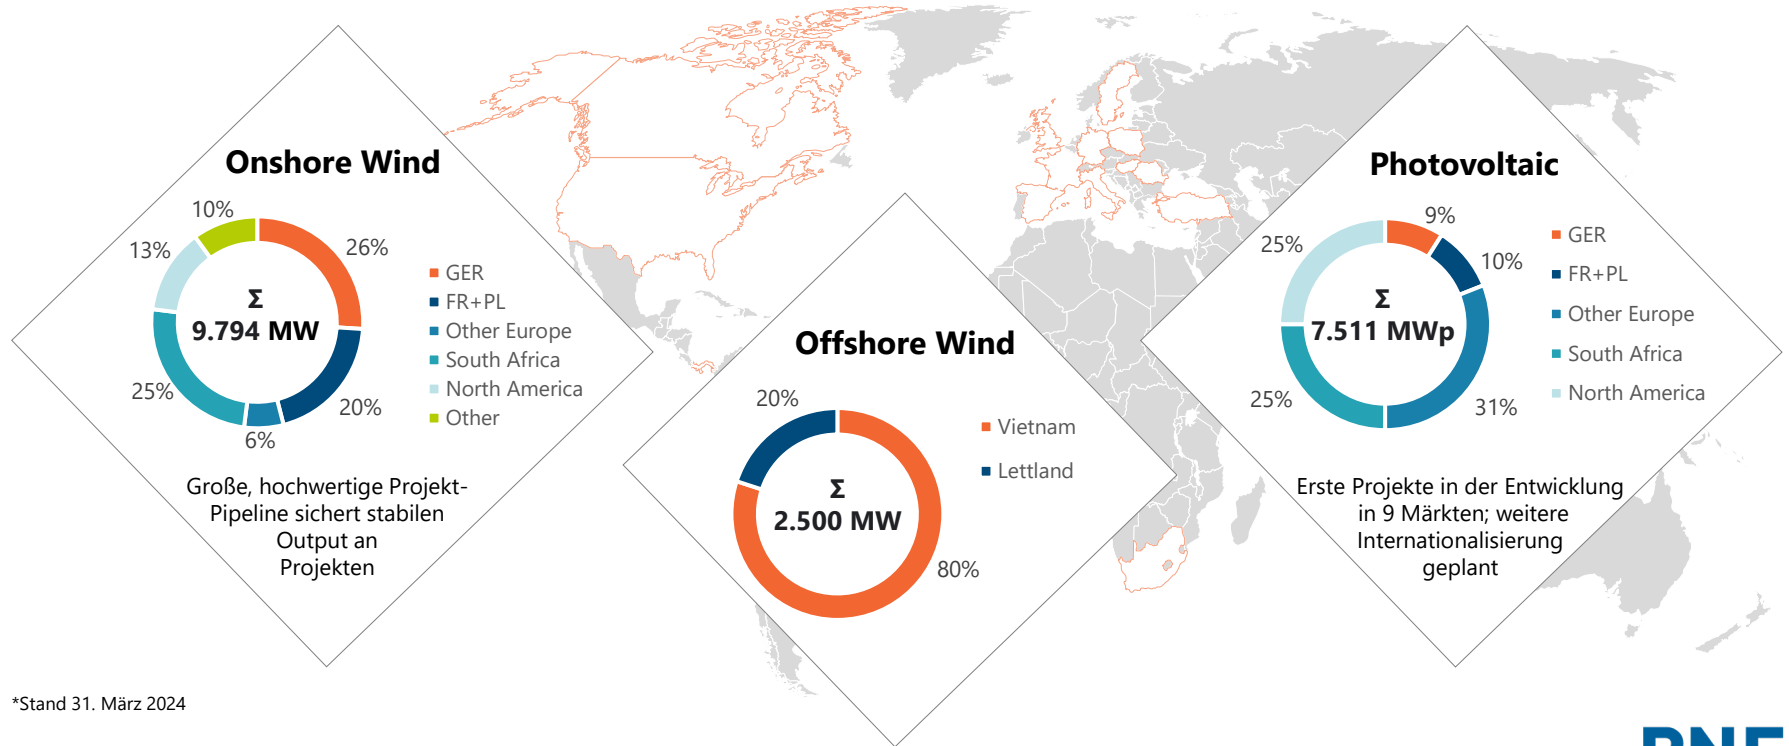 Onshore Wind
10%
26%
13%
Σ
9.794 MW
25%
20%
6%
GER
FR+PL
Other Europe
South Africa
North America
Other
Große, hochwertige Projekt-
Pipeline sichert stabilen
Output an
Projekten
Offshore Wind
20%
Σ
2.500 MW
80%
Vietnam
Lettland
Photovoltaic
9%
25%
10%
Σ
7.511 MWp
25%
31%
GER
FR+PL
Other Europe
South Africa
North America
Erste Projekte in der Entwicklung
in 9 Märkten; weitere
Internationalisierung
geplant
*Stand 31. März 2024
PNE